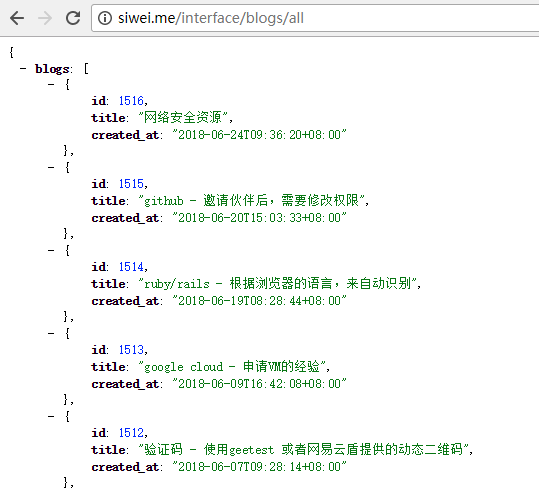 siwei.me/interface/blogs/all
{
- blogs: [
- {
id: 1516,
title: "网络安全资源",
created_at: "2018-06-24T09:36:20+08:00"
},
- {
id: 1515,
title: "github - 邀请伙伴后，需要修改权限",
created_at: "2018-06-20T15:03:33+08:00"
},
- {
id: 1514,
title: "ruby/rails - 根据浏览器的语言，来自动识别",
created_at: "2018-06-19T08:28:44+08:00"
},
- {
id: 1513,
title: "google cloud - 申请VM的经验",
created_at: "2018-06-09T16:42:08+08:00"
},
- {
id: 1512,
title: "验证码 - 使用geetest 或者网易云盾提供的动态二维码",
created_at: "2018-06-07T09:28:14+08:00"
},